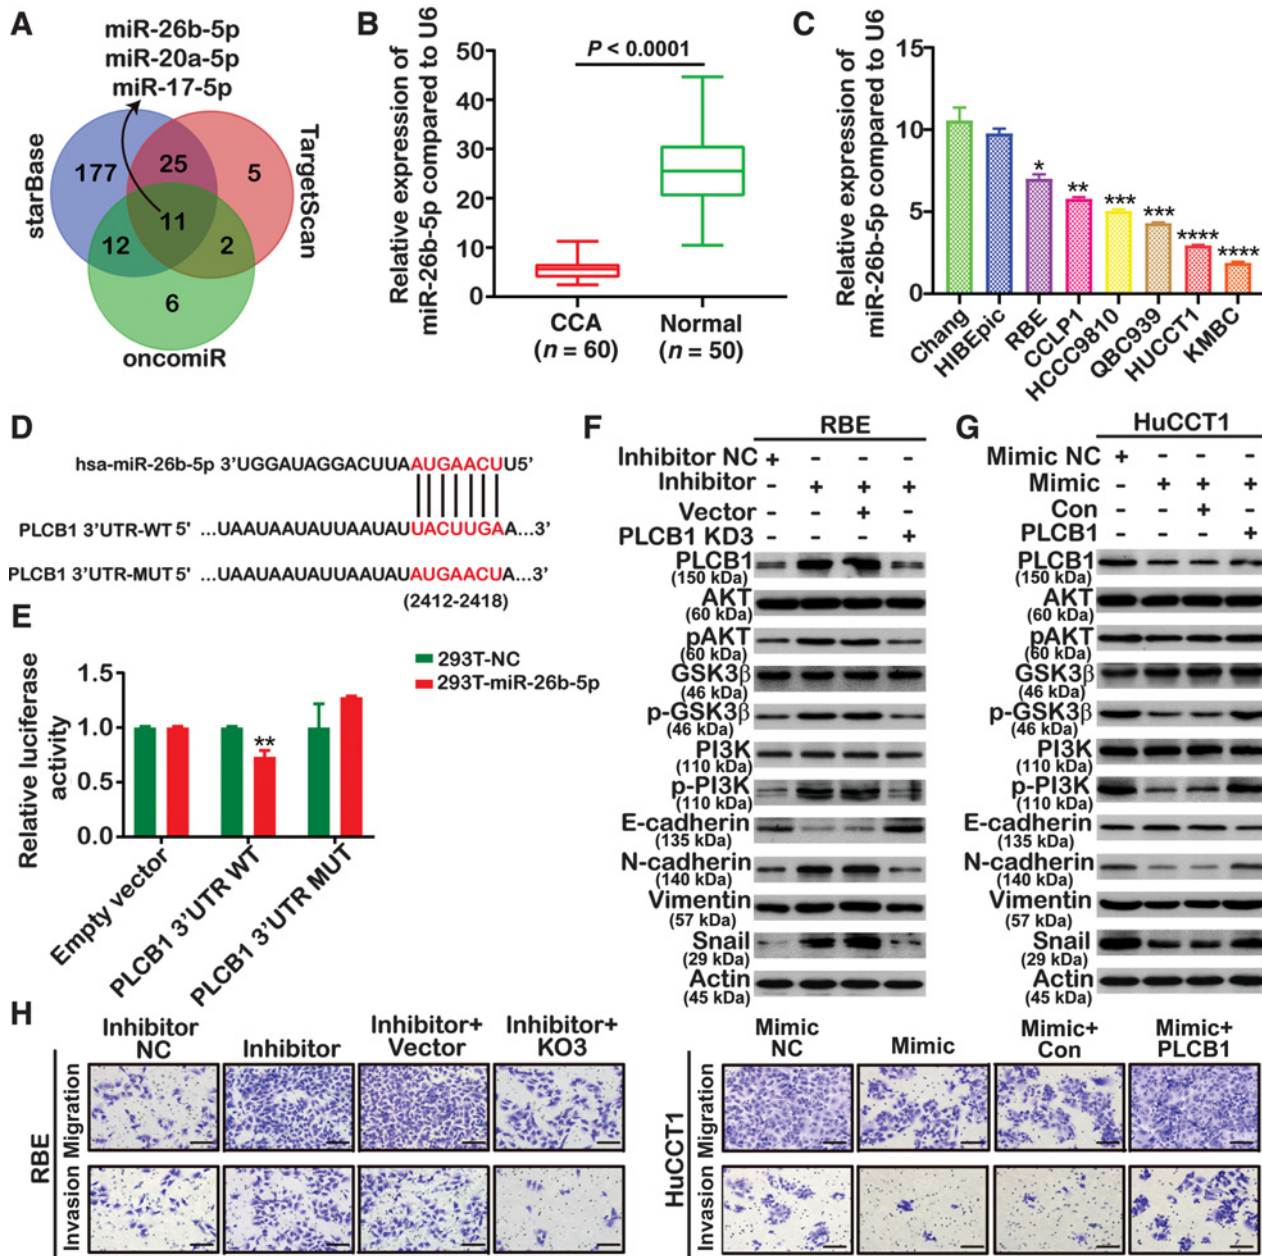 A
miR-26b-5p
miR-20a-5p
miR-17-5p
starBase
TargetScan
oncomiR
177
25
5
11
12
2
6
B
Relative expression of
miR-26b-5p compared to U6
50
40
30
20
10
0
P < 0.0001
CCA
(n = 60)
Normal
(n = 50)
C
Relative expression of
miR-26b-5p compared to U6
15
10
5
0
*
**
***
***
****
****
Chang
HIBEpic
RBE
CCLP1
HCCC9810
QBC939
HUCCT1
KMBC
D
hsa-miR-26b-5p 3'UGGAUAGGACUUAAUGAACUU5'
PLCB1 3'UTR-WT 5' ...UAAUAAUAUUAAUAUUACUUGAA...3'
PLCB1 3'UTR-MUT 5' ...UAAUAAUAUUAAUAUAUGAACUA...3'
(2412-2418)
E
Relative luciferase
activity
1.5
1.0
0.5
0.0
**
293T-NC
293T-miR-26b-5p
Empty vector
PLCB1 3'UTR WT
PLCB1 3'UTR MUT
F
RBE
Inhibitor NC + - - -
Inhibitor - + + +
Vector - - + -
PLCB1 KD3 - - - +
PLCB1
(150 kDa)
AKT
(60 kDa)
pAKT
(60 kDa)
GSK3β
(46 kDa)
p-GSK3β
(46 kDa)
PI3K
(110 kDa)
p-PI3K
(110 kDa)
E-cadherin
(135 kDa)
N-cadherin
(140 kDa)
Vimentin
(57 kDa)
Snail
(29 kDa)
Actin
(45 kDa)
G
HuCCT1
Mimic NC + - - -
Mimic - + + +
Con - - + -
PLCB1 - - - +
PLCB1
(150 kDa)
AKT
(60 kDa)
pAKT
(60 kDa)
GSK3β
(46 kDa)
p-GSK3β
(46 kDa)
PI3K
(110 kDa)
p-PI3K
(110 kDa)
E-cadherin
(135 kDa)
N-cadherin
(140 kDa)
Vimentin
(57 kDa)
Snail
(29 kDa)
Actin
(45 kDa)
H
RBE
Inhibitor
NC
Inhibitor
Inhibitor+
Vector
Inhibitor+
KO3
Migration
Invasion
HuCCT1
Mimic
NC
Mimic
Mimic+
Con
Mimic+
PLCB1
Migration
Invasion